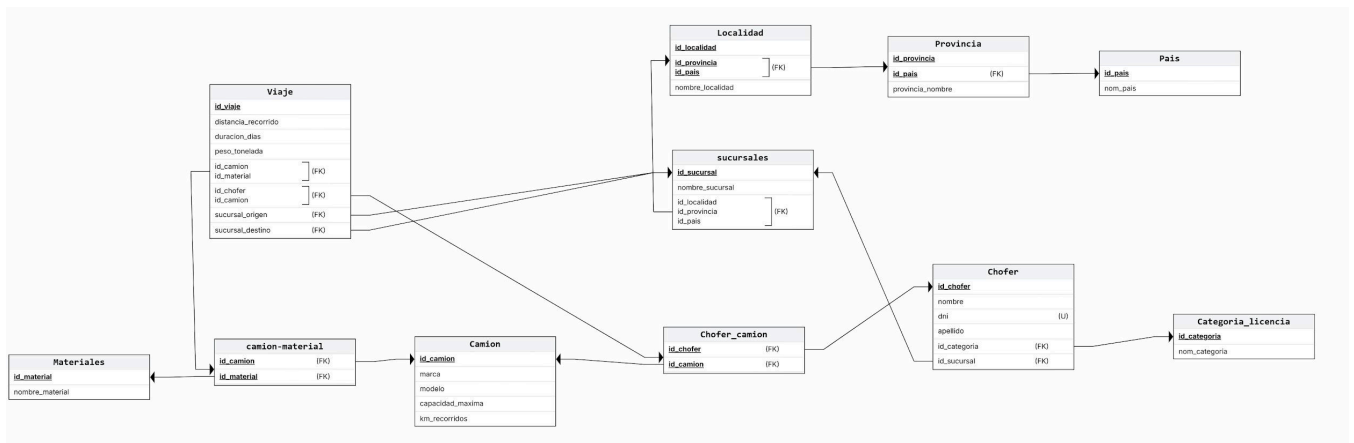 Localidad
id_localidad
id_provincia
id_pais
(FK)
nombre_localidad
Provincia
id_provincia
id_pais (FK)
provincia_nombre
Pais
id_pais
nom_pais
Viaje
id_viaje
distancia_recorrido
duracion_dias
peso_tonelada
id_camion
id_material
(FK)
id_chofer
id_camion
(FK)
sucursal_origen (FK)
sucursal_destino (FK)
sucursales
id_sucursal
nombre_sucursal
id_localidad
id_provincia
id_pais
(FK)
Chofer
id_chofer
nombre
dni (U)
apellido
id_categoria (FK)
id_sucursal (FK)
Categoria_licencia
id_categoria
nom_categoria
Materiales
id_material
nombre_material
camion-material
id_camion (FK)
id_material (FK)
Camion
id_camion
marca
modelo
capacidad_maxima
km_recorridos
Chofer_camion
id_chofer (FK)
id_camion (FK)